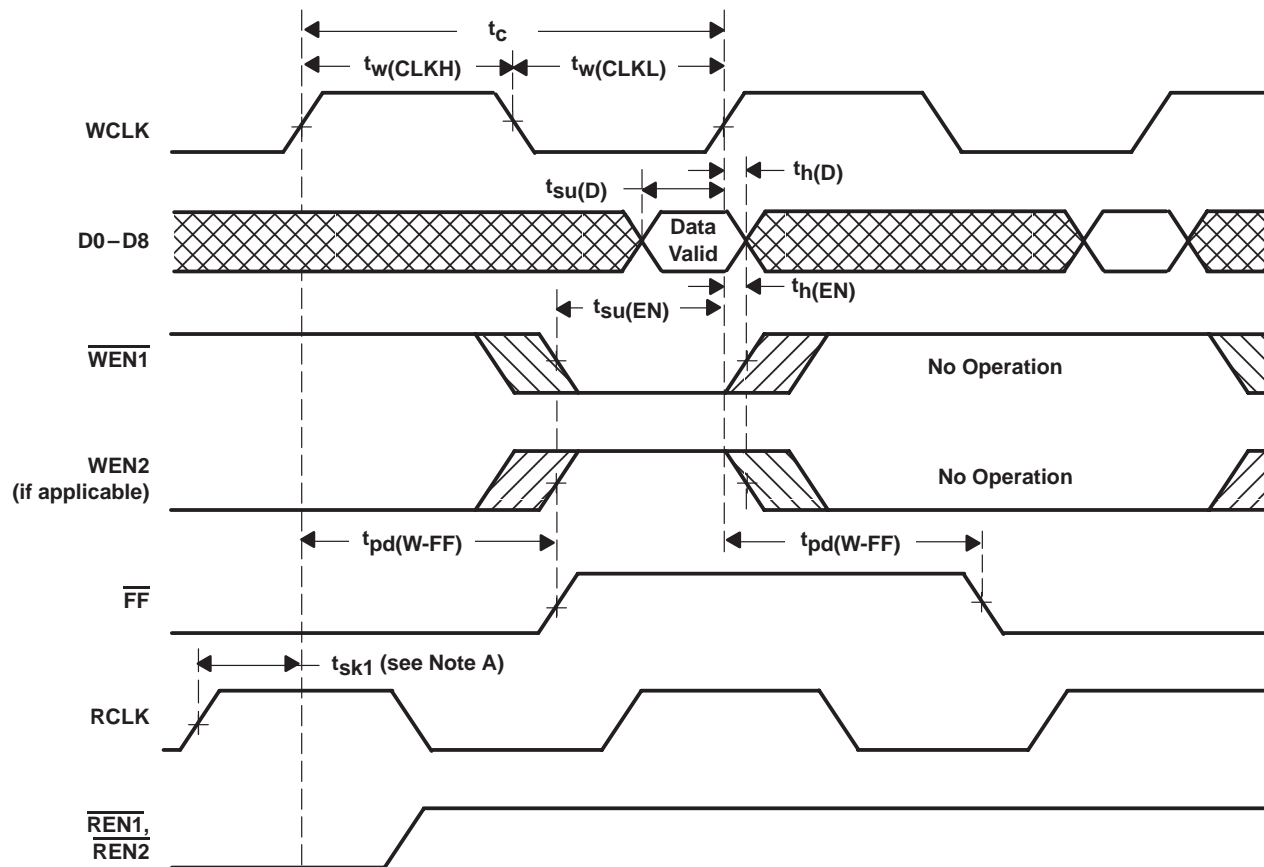 tc
tw(CLKH) tw(CLKL)
WCLK
th(D)
tsu(D)
D0–D8
Data
Valid
th(EN)
tsu(EN)
WEN1
No Operation
WEN2
(if applicable)
No Operation
tpd(W-FF) tpd(W-FF)
FF
tsk1 (see Note A)
RCLK
REN1,
REN2